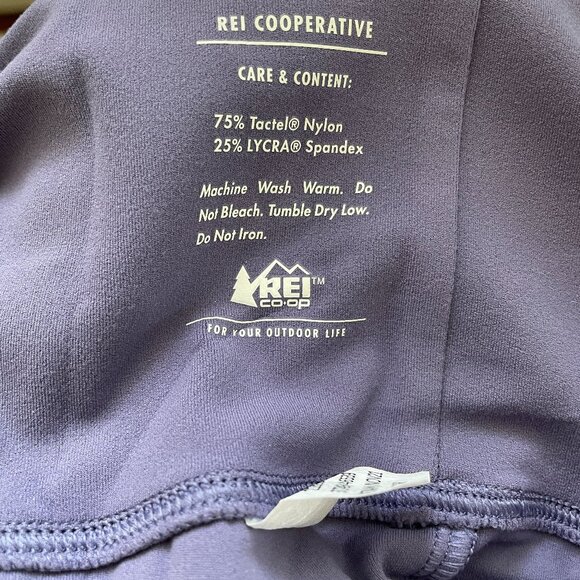 REI COOPERATIVE
CARE & CONTENT:
75% Tactel® Nylon
25% LYCRA® Spandex
Machine Wash Warm. Do
Not Bleach. Tumble Dry Low.
Do Not Iron.
REI™
co·op
FOR YOUR OUTDOOR LIFE